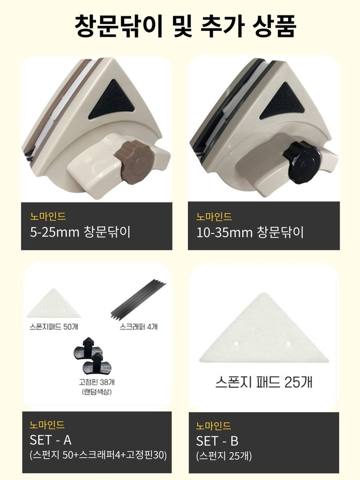 창문닦이 및 추가 상품
노마인드
5-25mm 창문닦이
노마인드
10-35mm 창문닦이
스폰지패드 50개
스크래퍼 4개
고정핀 38개
(랜덤색상)
노마인드
SET - A
(스펀지 50+스크래퍼4+고정핀30)
스폰지 패드 25개
노마인드
SET - B
(스펀지 25개)